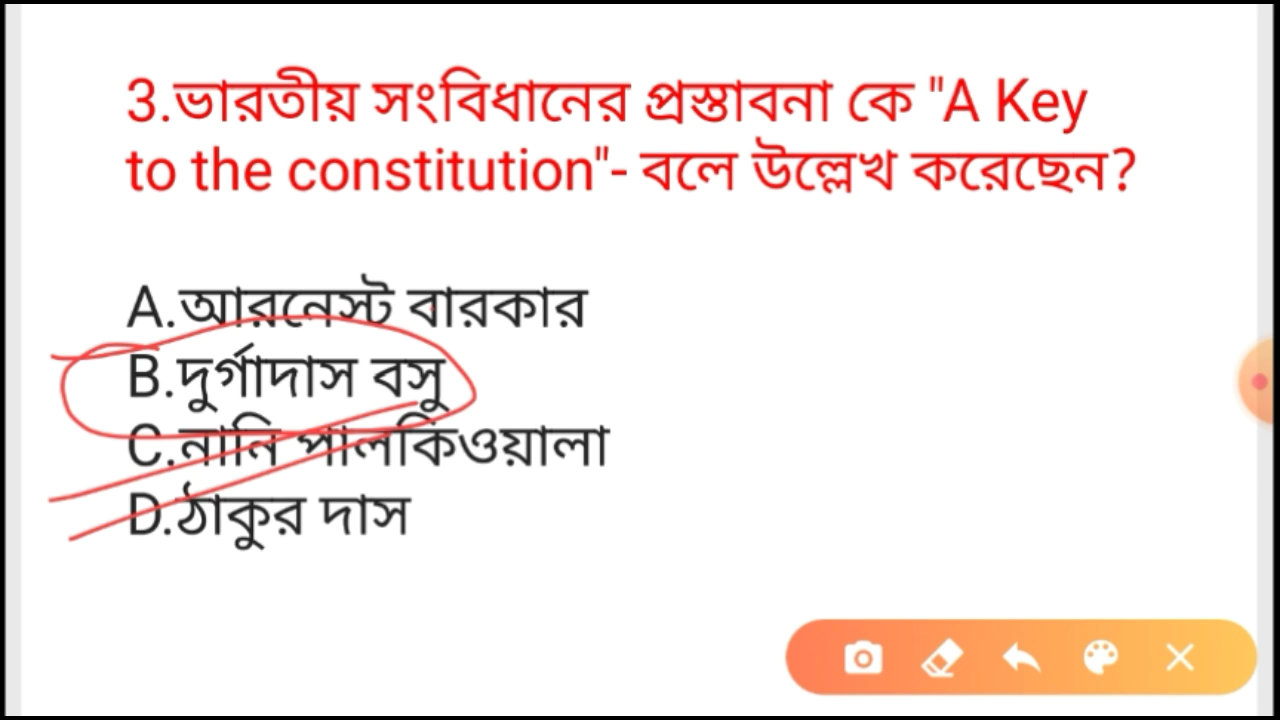 3.ভারতীয় সংবিধানের প্রস্তাবনা কে "A Key
to the constitution"- বলে উল্লেখ করেছেন?
A.আরনেস্ট বারকার
B.দুর্গাদাস বসু
C.নানি পালকিওয়ালা
D.ঠাকুর দাস